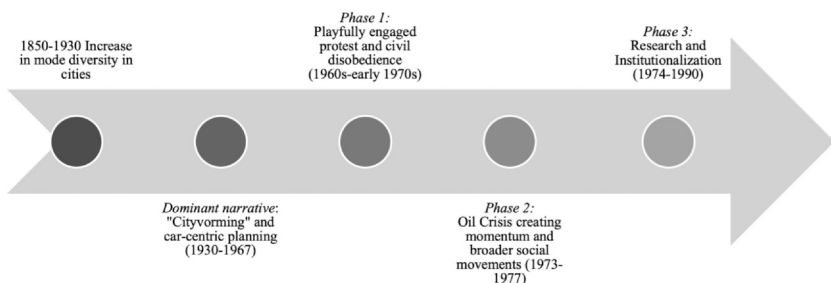 1850-1930 Increase
in mode diversity in
cities
Dominant narrative:
"Cityvorming" and
car-centric planning
(1930-1967)
Phase 1:
Playfully engaged
protest and civil
disobedience
(1960s-early 1970s)
Phase 2:
Oil Crisis creating
momentum and
broader social
movements (1973-
1977)
Phase 3:
Research and
Institutionalization
(1974-1990)